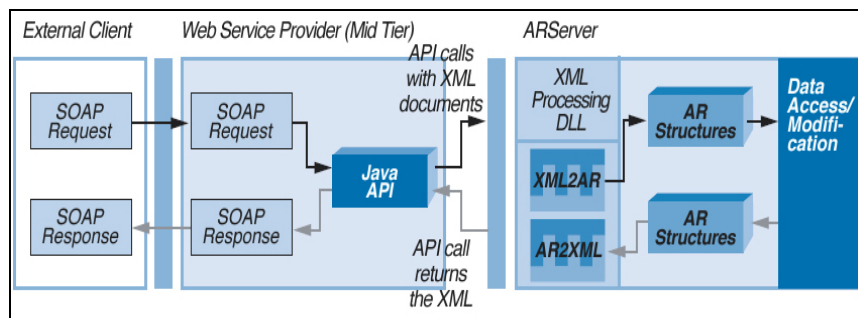 External Client
Web Service Provider (Mid Tier)
ARServer
API calls
with XML
documents
XML
Processing
DLL
Data
Access/
Modifi-
cation
SOAP
Request
SOAP
Request
AR
Structures
Java
API
XML2AR
SOAP
Response
SOAP
Response
AR2XML
AR
Structures
API call
returns
the XML